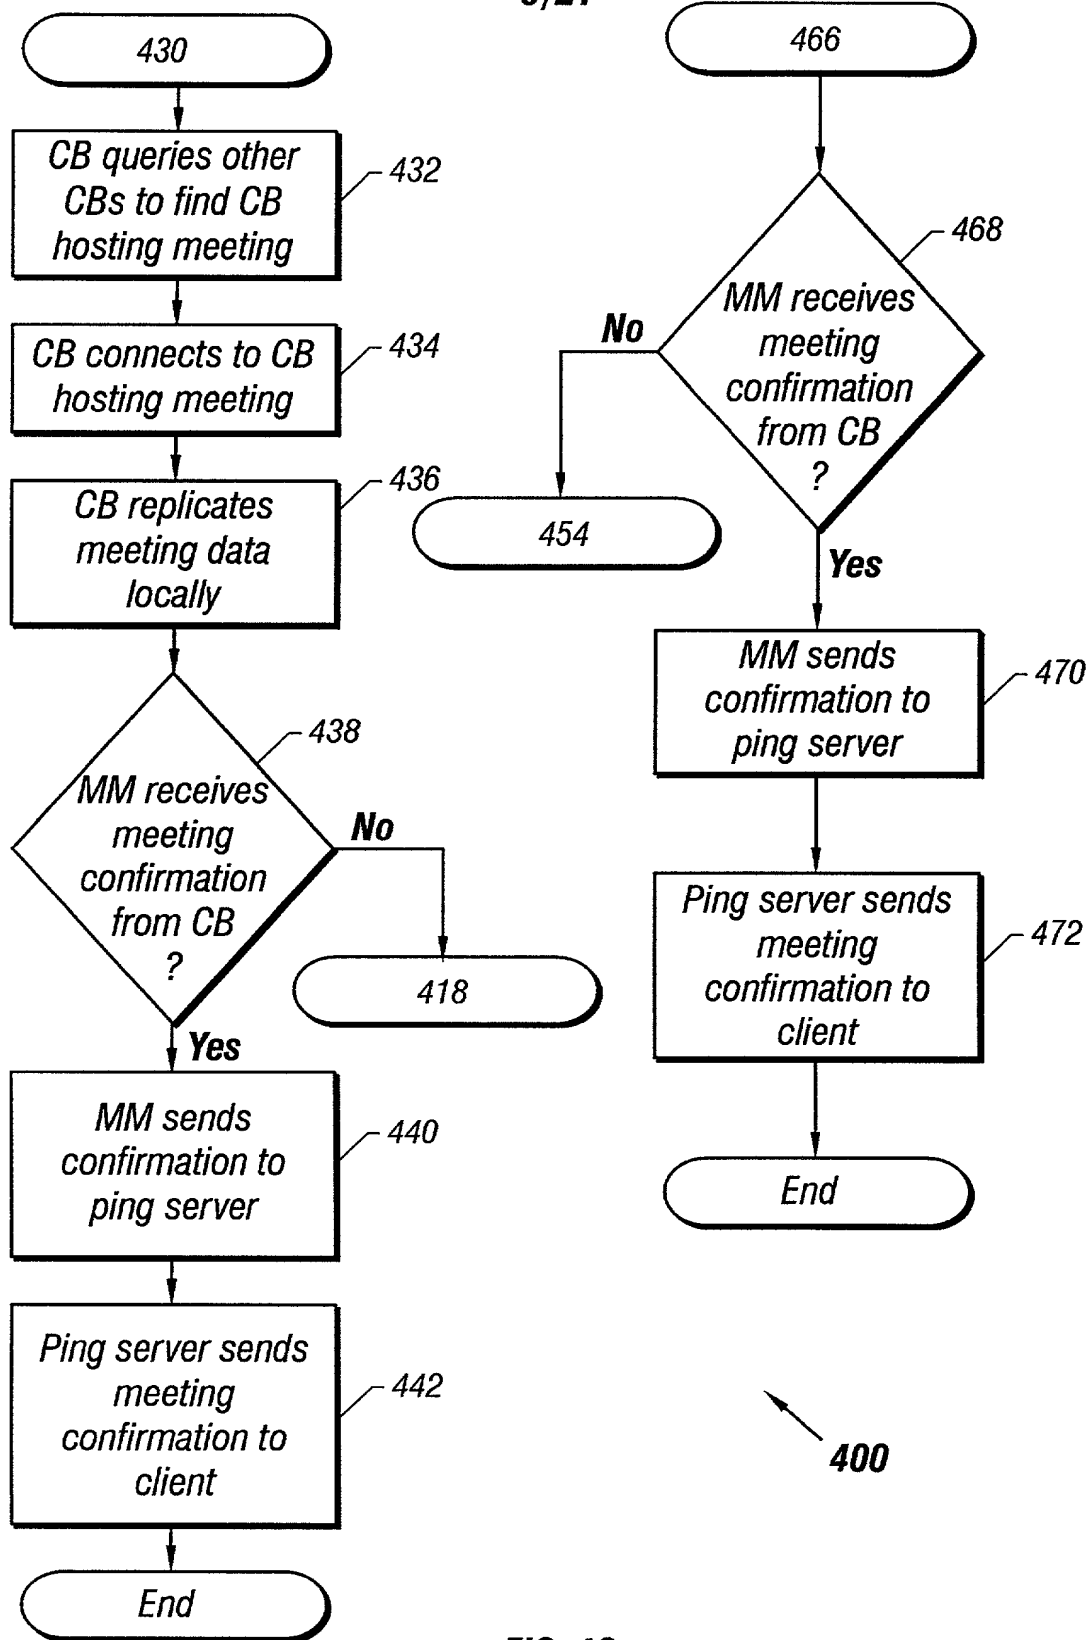 430
CB queries other
CBs to find CB
hosting meeting
432
CB connects to CB
hosting meeting
434
CB replicates
meeting data
locally
436
MM receives
meeting
confirmation
from CB
?
438
No
418
Yes
MM sends
confirmation to
ping server
440
Ping server sends
meeting
confirmation to
client
442
End
466
MM receives
meeting
confirmation
from CB
?
468
No
454
Yes
MM sends
confirmation to
ping server
470
Ping server sends
meeting
confirmation to
client
472
End
400